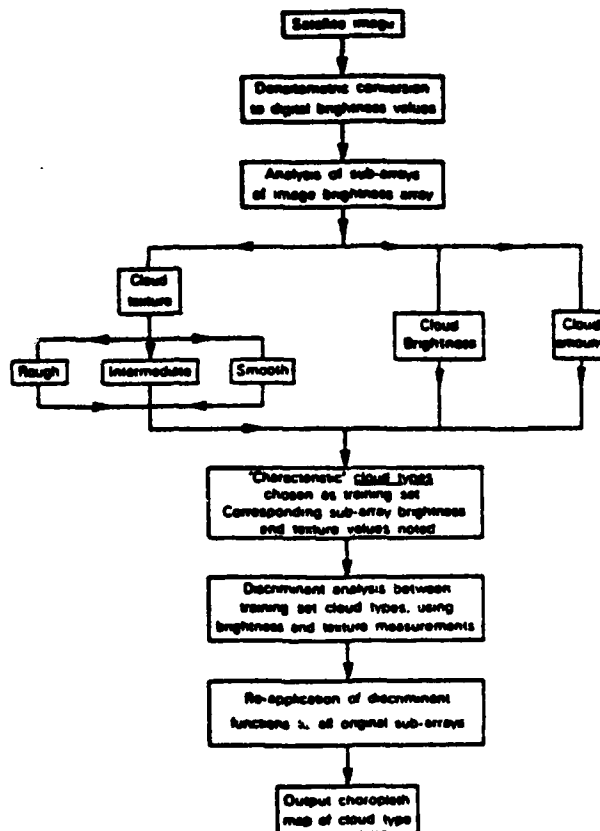 Satellite image
Densitometric conversion
to digital brightness values
Analysis of sub-arrays
of image brightness array
Cloud
texture
Cloud
Brightness
Cloud
amount
Rough
Intermediate
Smooth
'Characteristic' cloud types
chosen as training set
Corresponding sub-array brightness
and texture values noted
Discriminant analysis between
training set cloud types, using
brightness and texture measurements
Re-application of discriminant
functions all original sub-arrays
Output choropleth
map of cloud type